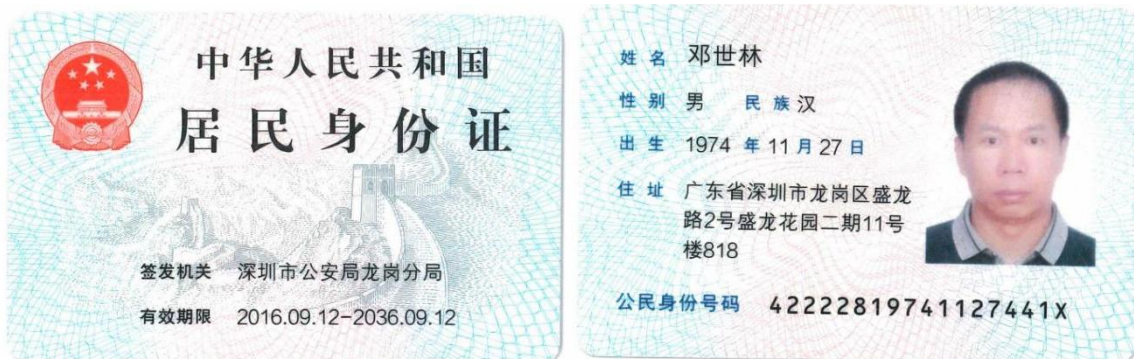 中华人民共和国
居民身份证
签发机关 深圳市公安局龙岗分局
有效期限 2016.09.12-2036.09.12
姓名 邓世林
性别 男 民族 汉
出生 1974 年 11 月 27 日
住址 广东省深圳市龙岗区盛龙
路2号盛龙花园二期11号
楼818
公民身份号码 42222819741127441X